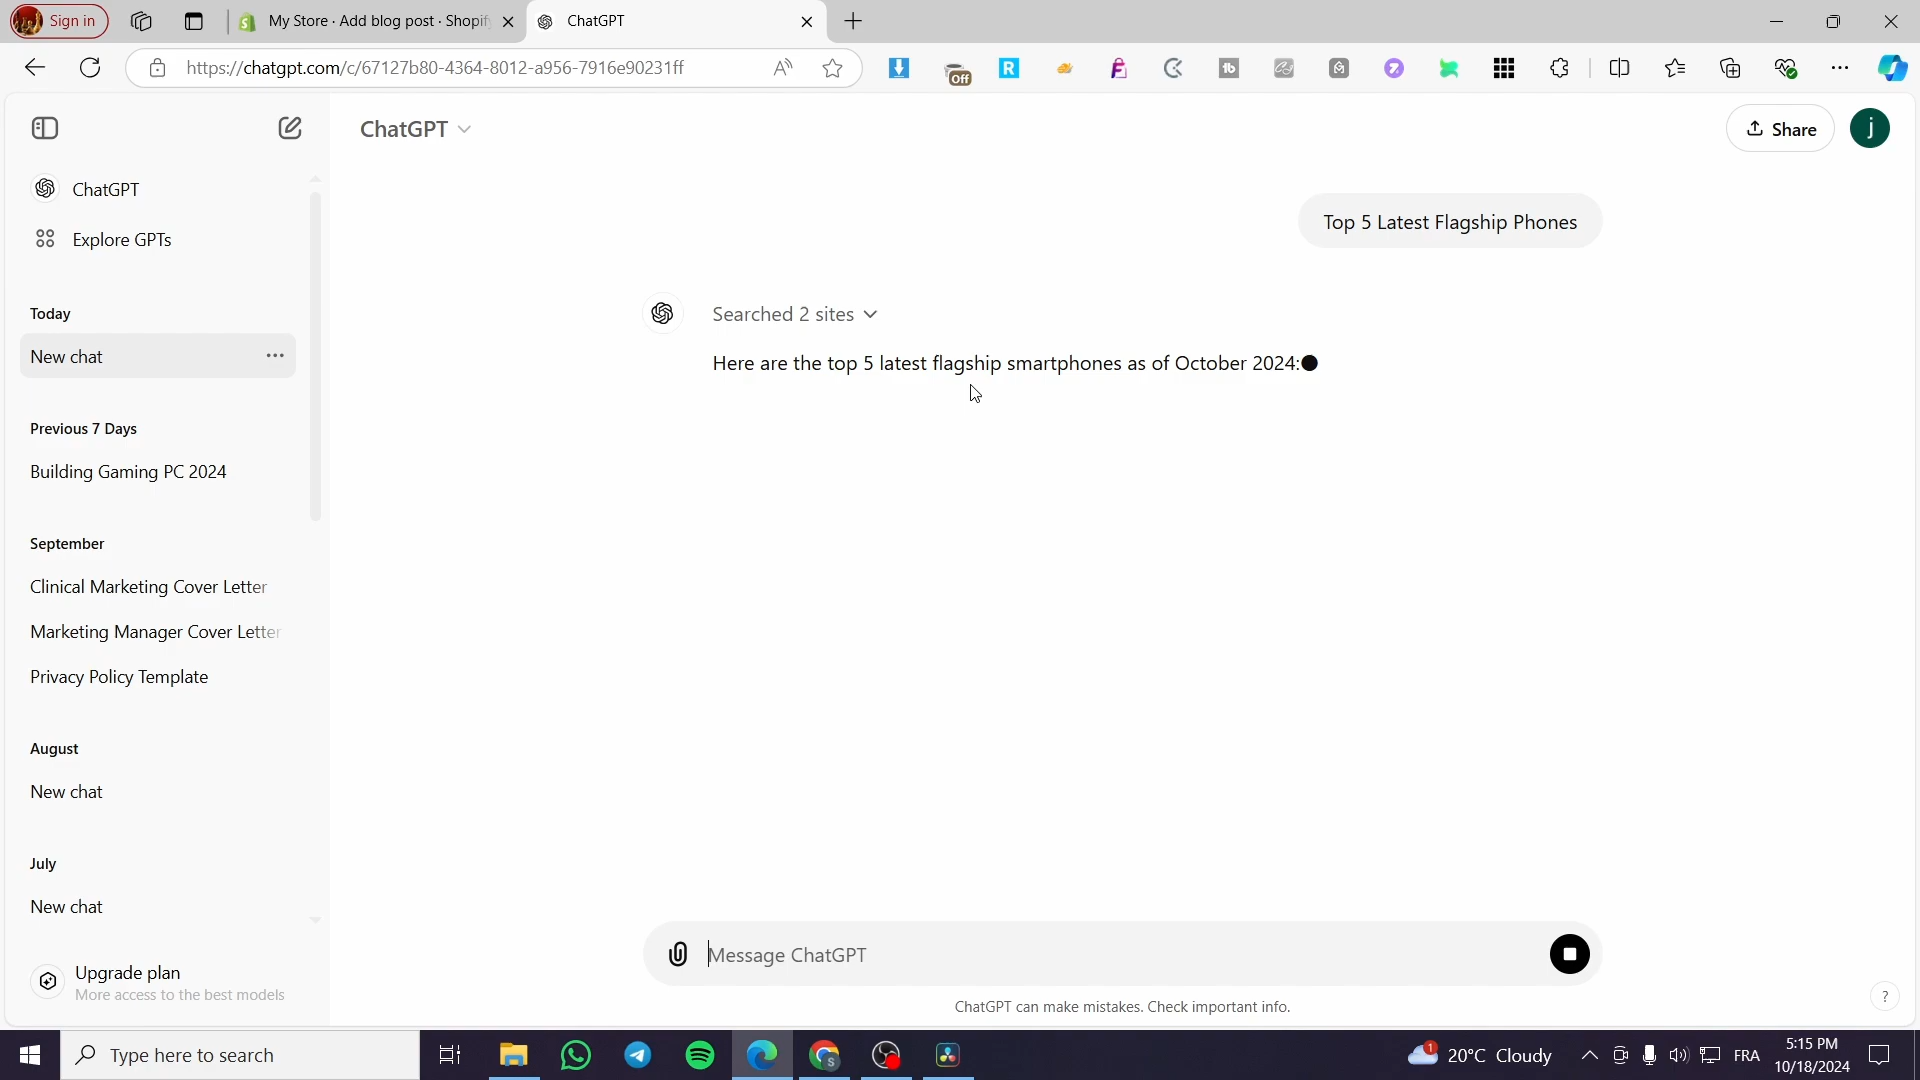 Sign in
My Store · Add blog post · Shopif
ChatGPT
https://chatgpt.com/c/67127b80-4364-8012-a956-7916e90231ff
Off
ChatGPT
Share
j
ChatGPT
Explore GPTs
Today
New chat
Previous 7 Days
Building Gaming PC 2024
September
Clinical Marketing Cover Letter
Marketing Manager Cover Letter
Privacy Policy Template
August
New chat
July
New chat
Upgrade plan
More access to the best models
Top 5 Latest Flagship Phones
Searched 2 sites
Here are the top 5 latest flagship smartphones as of October 2024:
Message ChatGPT
ChatGPT can make mistakes. Check important info.
?
Type here to search
1
20°C Cloudy
FRA
5:15 PM
10/18/2024